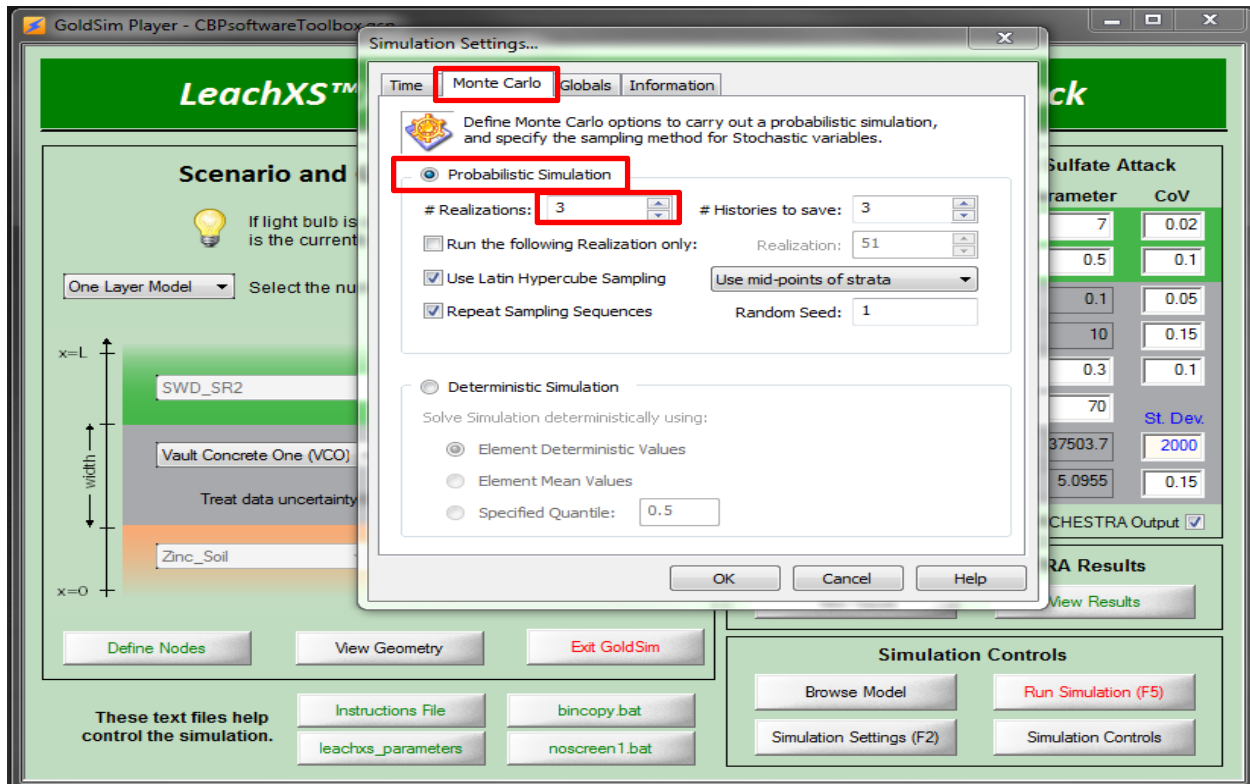 GoldSim Player - CBPsoftwareToolbox.gsp
Simulation Settings...
LeachXS™
ck
Time Monte Carlo Globals Information
Define Monte Carlo options to carry out a probabilistic simulation,
and specify the sampling method for Stochastic variables.
Probabilistic Simulation
# Realizations: 3 # Histories to save: 3
Run the following Realization only: Realization: 51
Use Latin Hypercube Sampling Use mid-points of strata
Repeat Sampling Sequences Random Seed: 1
Deterministic Simulation
Solve Simulation deterministically using:
Element Deterministic Values
Element Mean Values
Specified Quantile: 0.5
OK Cancel Help
Scenario and
If light bulb is
is the current
One Layer Model Select the nu
x=L
SWD_SR2
width
Vault Concrete One (VCO)
Treat data uncertainty
Zinc_Soil
x=0
Sulfate Attack
rameter CoV
7 0.02
0.5 0.1
0.1 0.05
10 0.15
0.3 0.1
70 St. Dev.
37503.7 2000
5.0955 0.15
CHESTRA Output
RA Results
View Results
Define Nodes View Geometry Exit GoldSim
Simulation Controls
Browse Model Run Simulation (F5)
Simulation Settings (F2) Simulation Controls
These text files help
control the simulation.
Instructions File bincopy.bat
leachxs_parameters noscreen1.bat